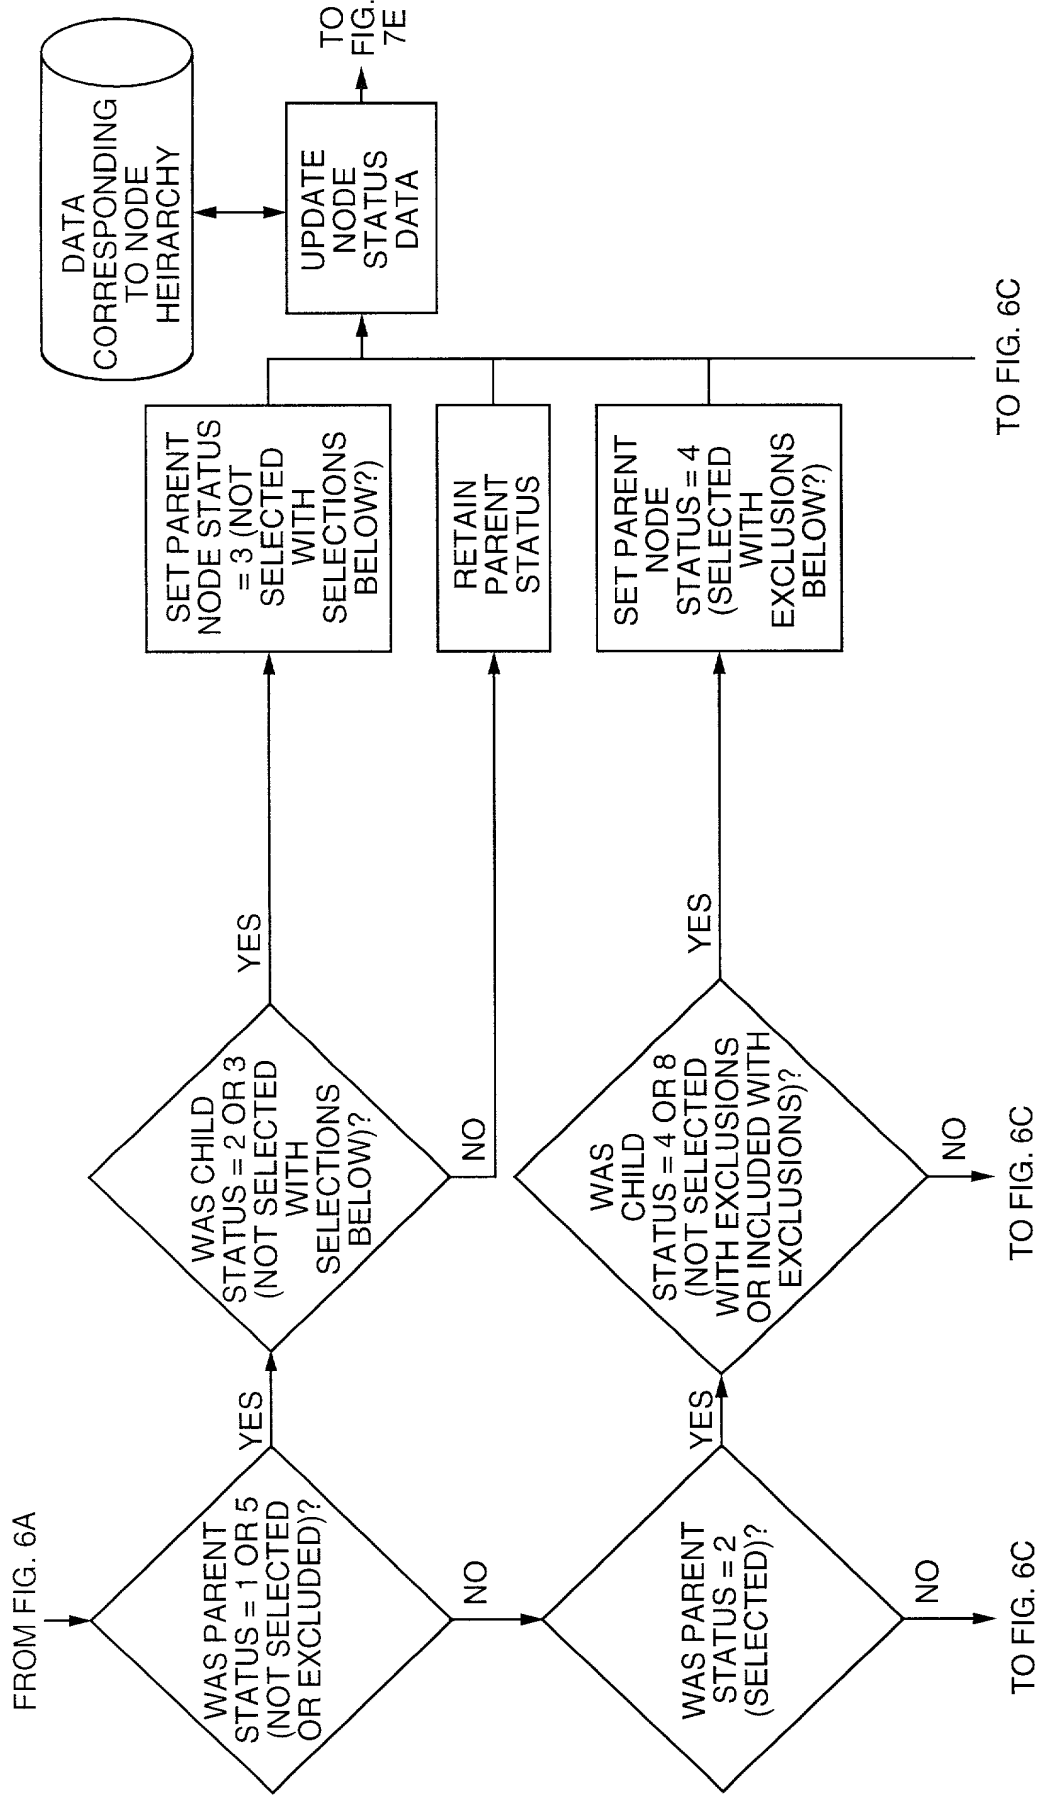 FROM FIG. 6A
WAS PARENT
STATUS = 1 OR 5
(NOT SELECTED
OR EXCLUDED)?
YES
NO
WAS CHILD
STATUS = 2 OR 3
(NOT SELECTED
WITH
SELECTIONS
BELOW)?
YES
NO
SET PARENT
NODE STATUS
= 3 (NOT
SELECTED
WITH
SELECTIONS
BELOW?)
RETAIN
PARENT
STATUS
DATA
CORRESPONDING
TO NODE
HEIRARCHY
UPDATE
NODE
STATUS
DATA
TO
FIG.
7E
WAS PARENT
STATUS = 2
(SELECTED)?
YES
NO
TO FIG. 6C
WAS
CHILD
STATUS = 4 OR 8
(NOT SELECTED
WITH EXCLUSIONS
OR INCLUDED WITH
EXCLUSIONS)?
YES
NO
TO FIG. 6C
SET PARENT
NODE
STATUS = 4
(SELECTED
WITH
EXCLUSIONS
BELOW?)
TO FIG. 6C